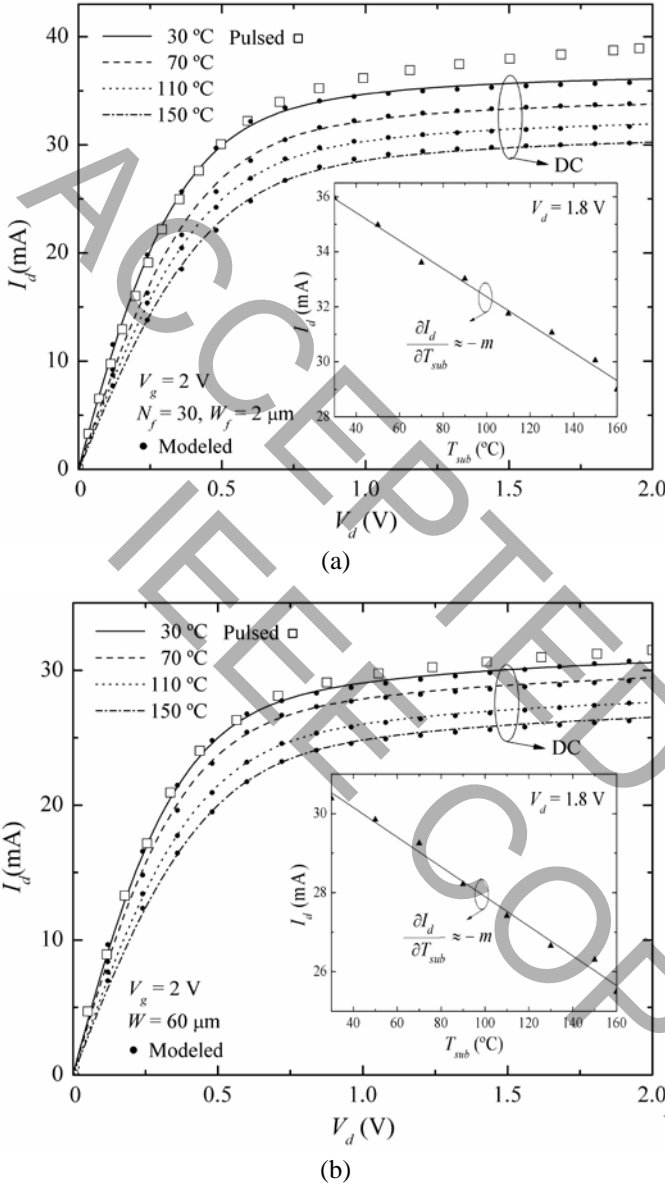 40
30
20
10
0
I_d (mA)
30 ºC Pulsed
70 ºC
110 ºC
150 ºC
DC
V_g = 2 V
N_f = 30, W_f = 2 µm
Modeled
36
34
32
30
28
I_d (mA)
V_d = 1.8 V
∂I_d
∂T_sub
≈ − m
40 60 80 100 120 140 160
T_sub (ºC)
0.0 0.5 1.0 1.5 2.0
V_d (V)
(a)
30
20
10
0
I_d (mA)
30 ºC Pulsed
70 ºC
110 ºC
150 ºC
DC
V_g = 2 V
W = 60 µm
Modeled
30
28
26
I_d (mA)
V_d = 1.8 V
∂I_d
∂T_sub
≈ − m
40 60 80 100 120 140 160
T_sub (ºC)
0.0 0.5 1.0 1.5 2.0
V_d (V)
(b)
ACCEPTED COPY
IEEE